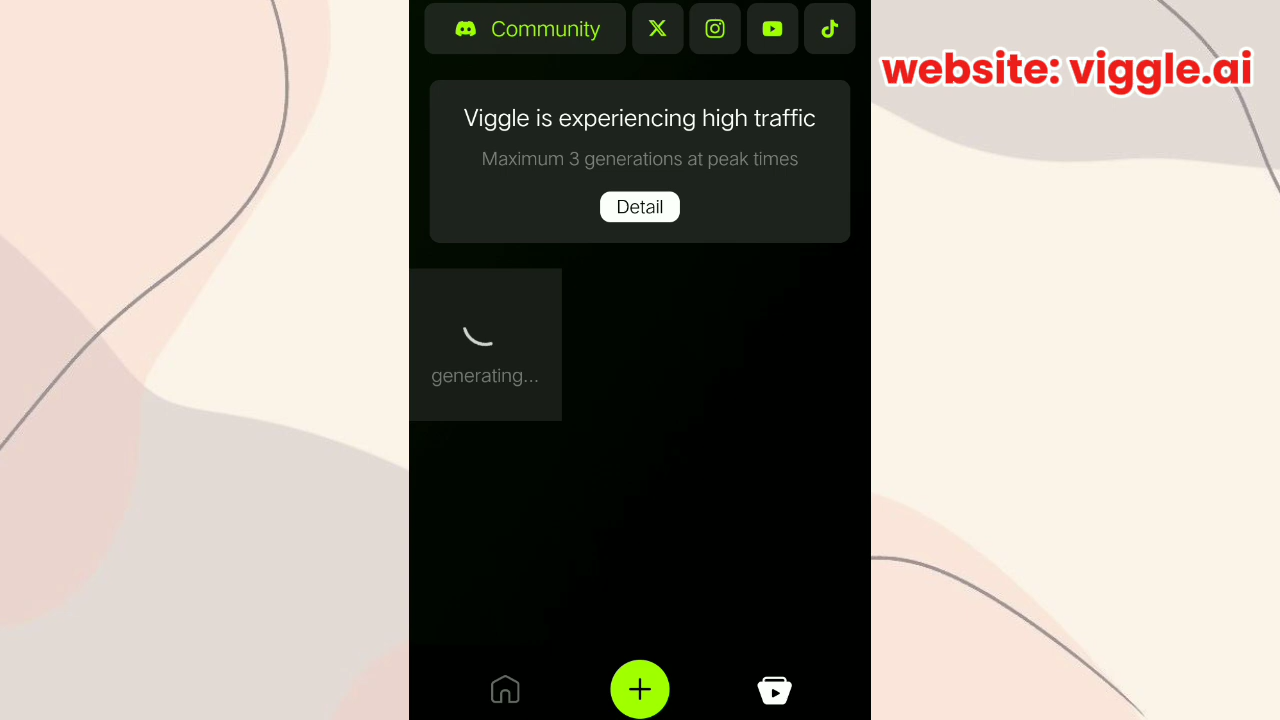 Community
website: viggle.ai
Viggle is experiencing high traffic
Maximum 3 generations at peak times
Detail
generating...